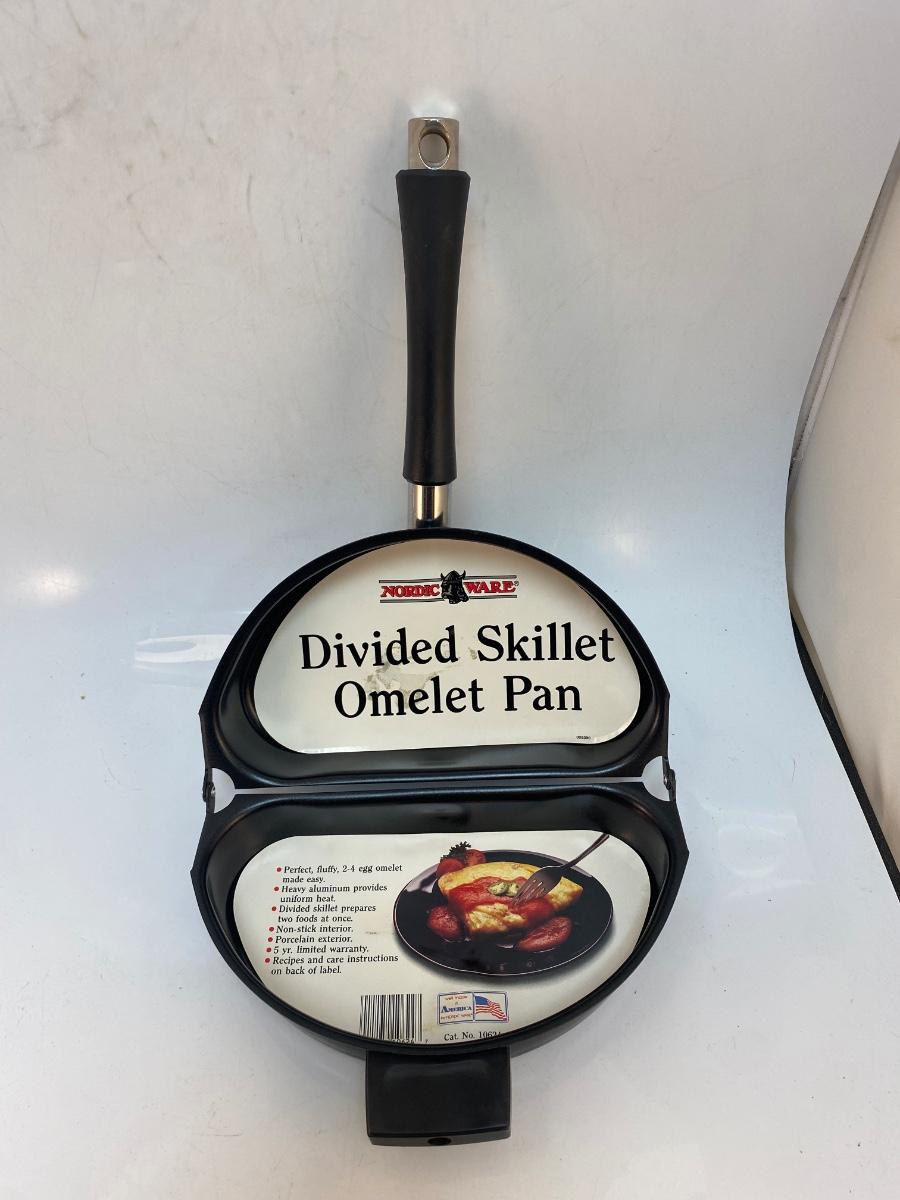 NORDIC WARE®
Divided Skillet
Omelet Pan
• Perfect, fluffy, 2-4 egg omelet
made easy.
• Heavy aluminum provides
uniform heat.
• Divided skillet prepares
two foods at once.
• Non-stick interior.
• Porcelain exterior.
• 5 yr. limited warranty.
• Recipes and care instructions
on back of label.
AMERICA
Cat. No.